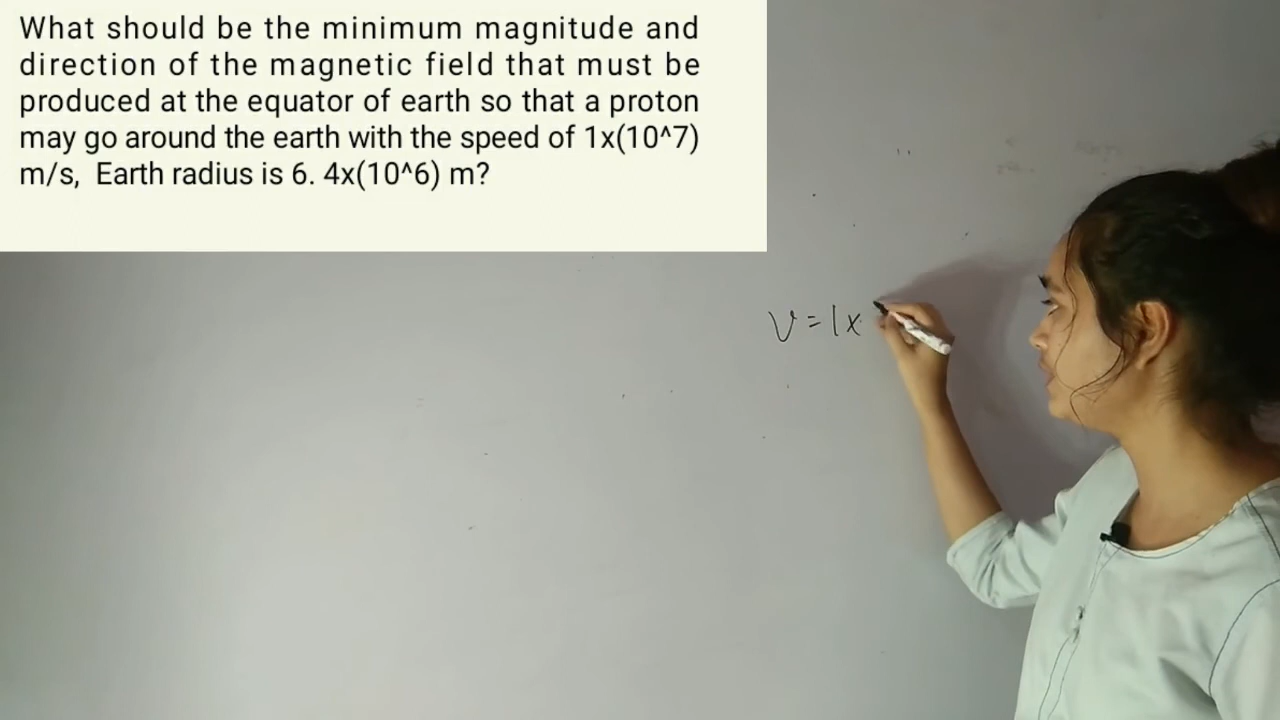 What should be the minimum magnitude and
direction of the magnetic field that must be
produced at the equator of earth so that a proton
may go around the earth with the speed of 1x(10^7)
m/s, Earth radius is 6. 4x(10^6) m?
V = 1 x